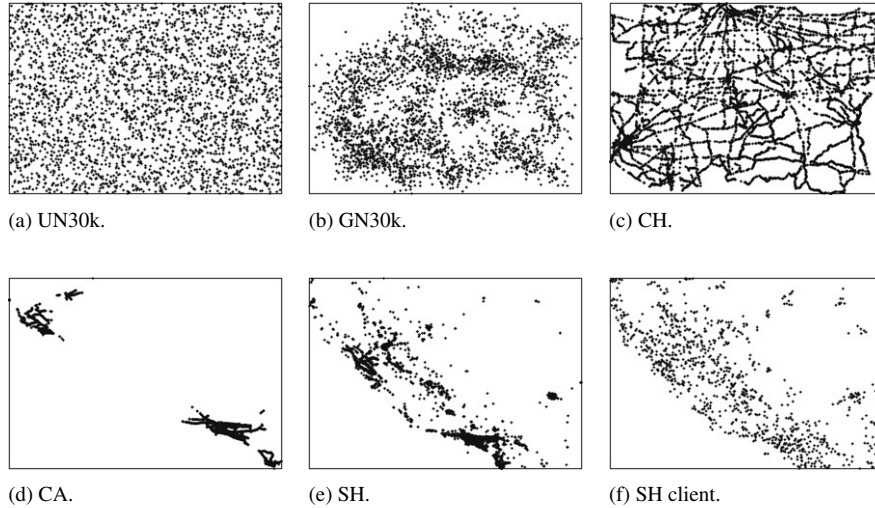 (a) UN30k.
(b) GN30k.
(c) CH.
(d) CA.
(e) SH.
(f) SH client.